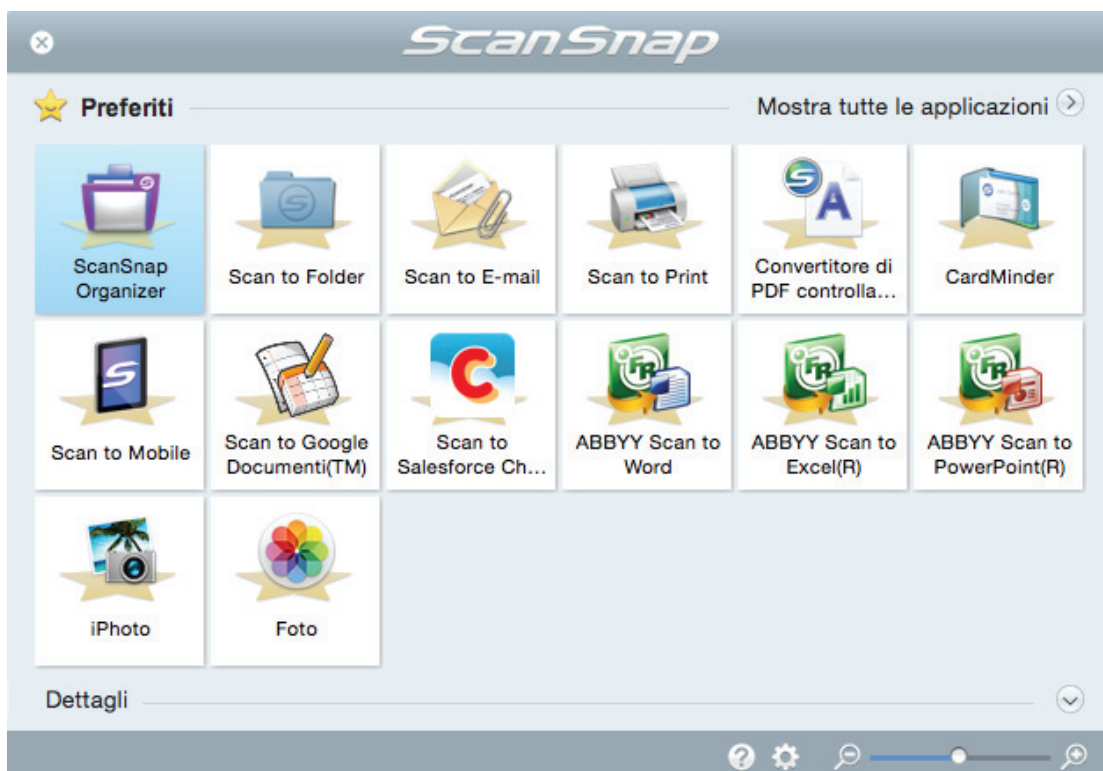 ScanSnap
Preferiti
Mostra tutte le applicazioni
ScanSnap
Organizer
Scan to Folder
Scan to E-mail
Scan to Print
Convertitore di
PDF controlla...
CardMinder
Scan to Mobile
Scan to Google
Documenti(TM)
Scan to
Salesforce Ch...
ABBYY Scan to
Word
ABBYY Scan to
Excel(R)
ABBYY Scan to
PowerPoint(R)
iPhoto
Foto
Dettagli